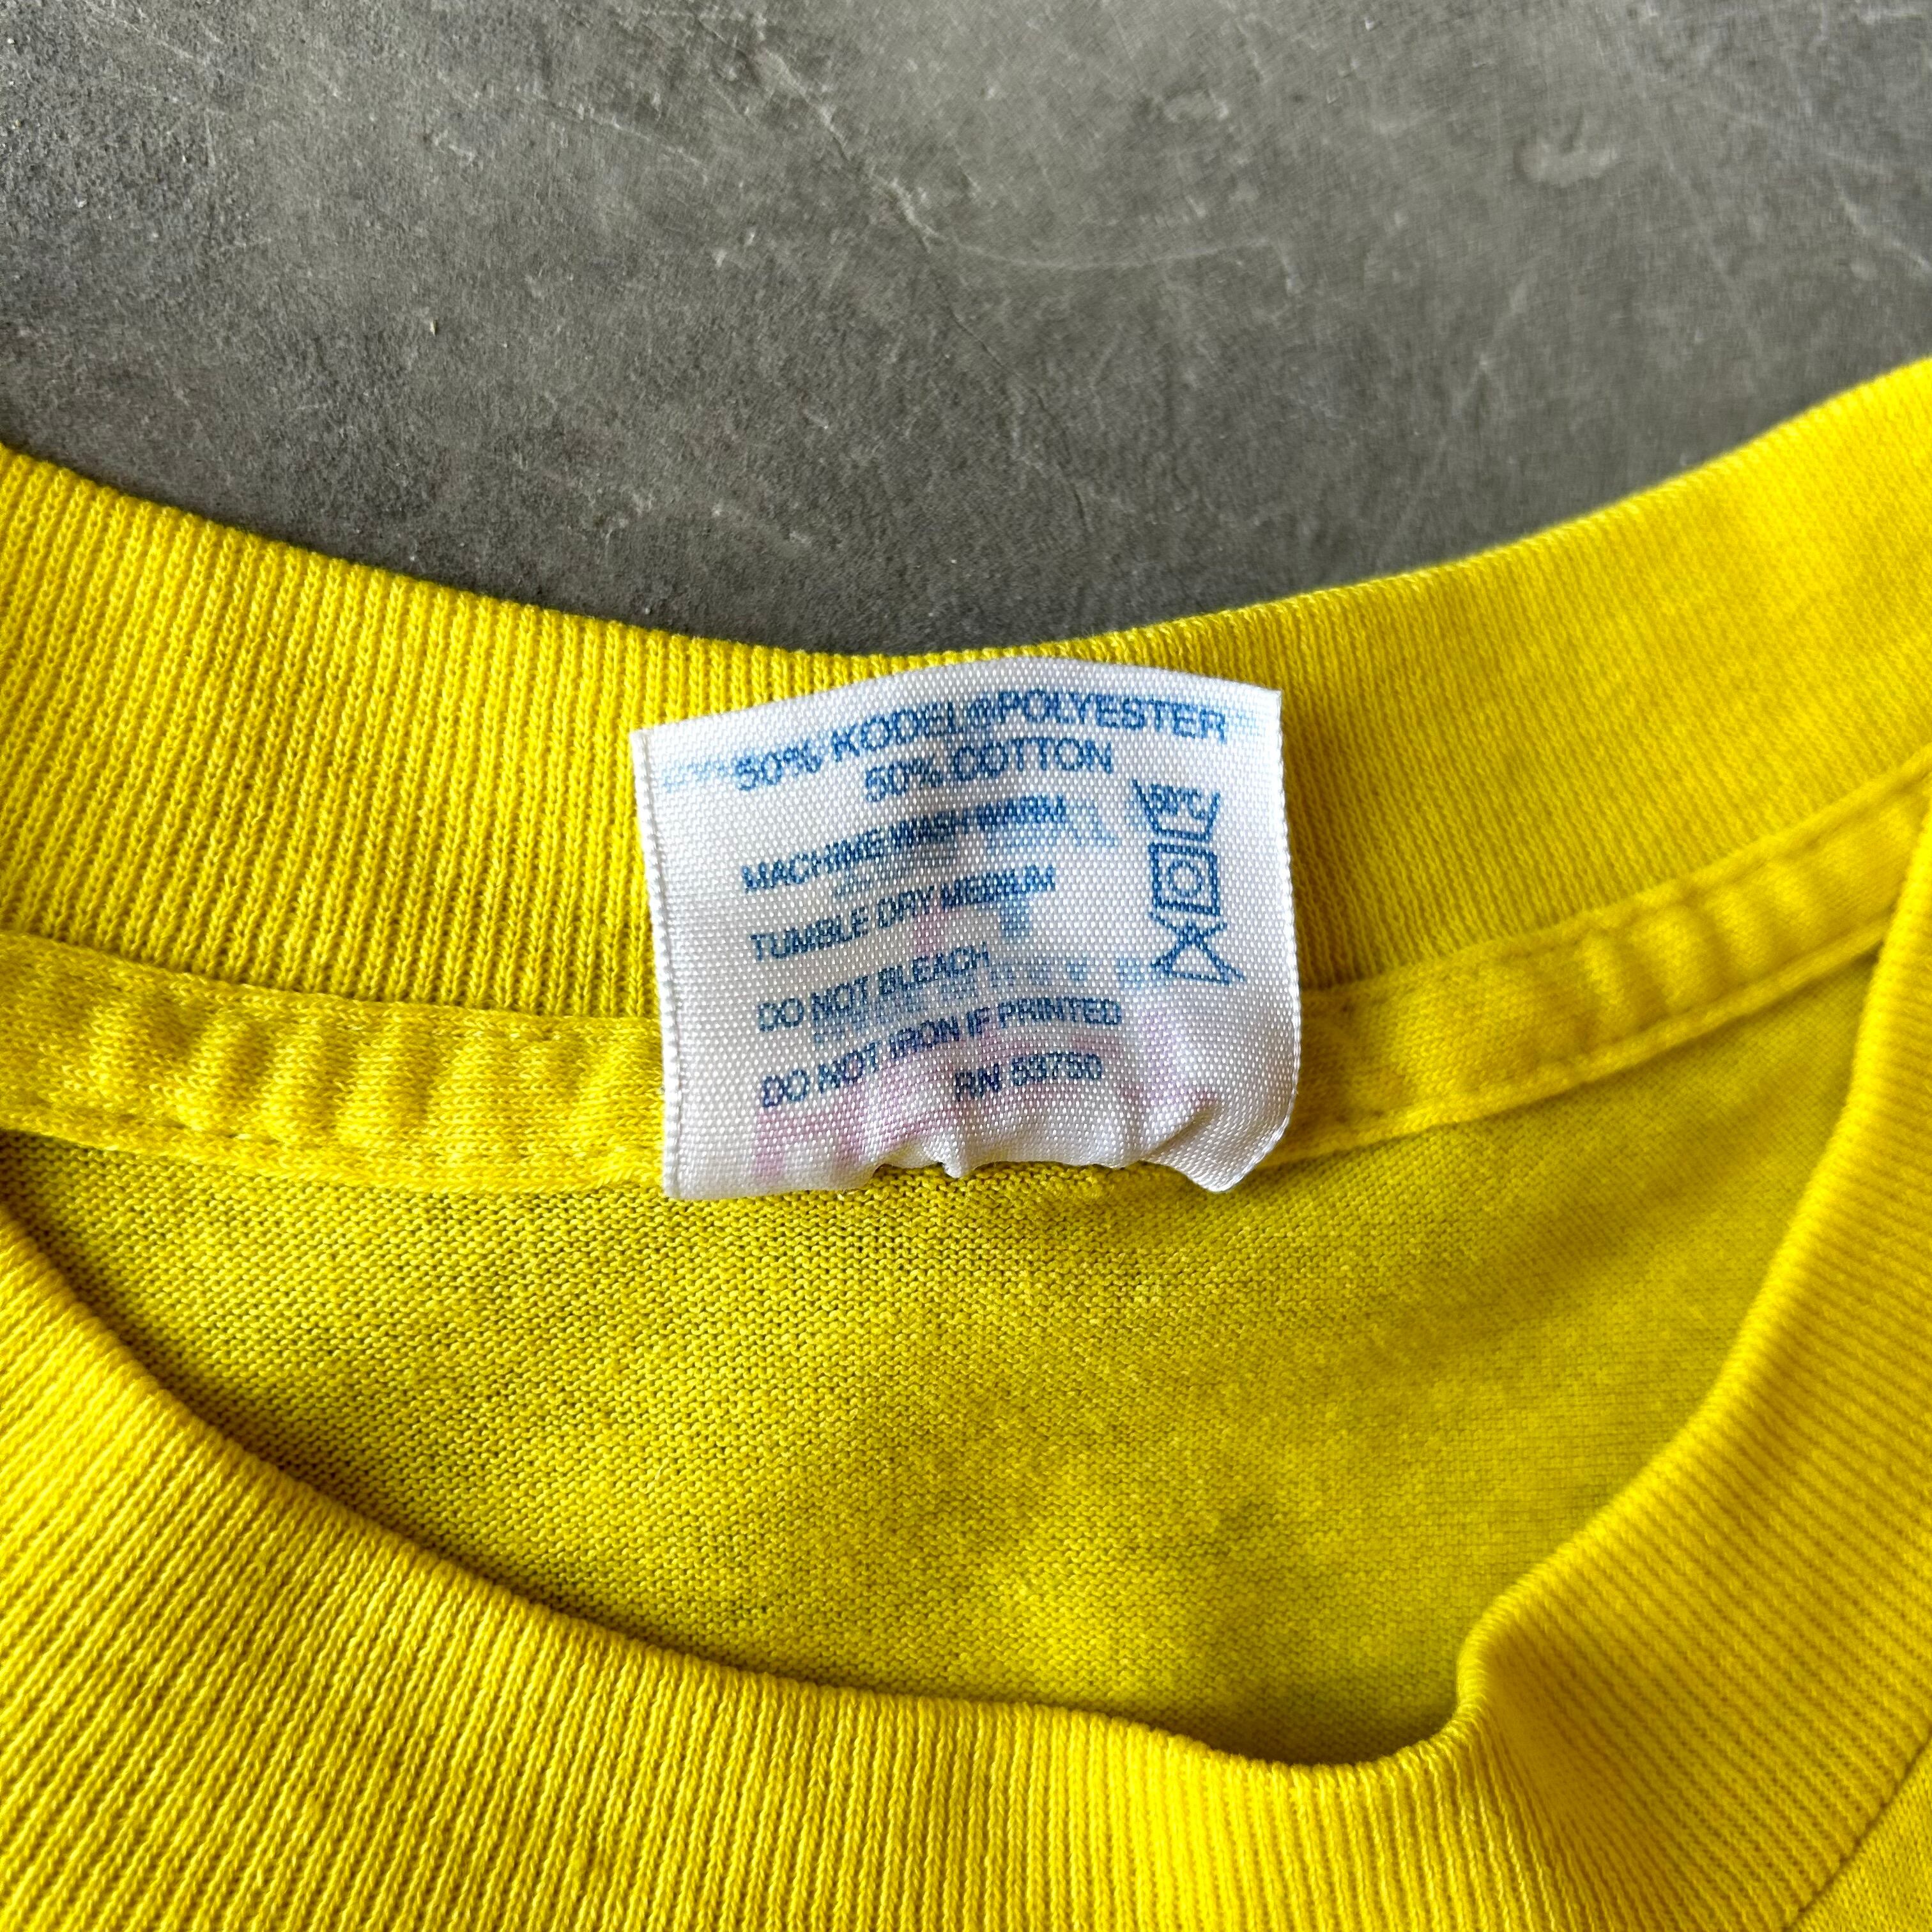 50% KODEL®POLYESTER
50% COTTON
MACHINE WASH WARM
TUMBLE DRY MEDIUM
DO NOT BLEACH
DO NOT IRON IF PRINTED
RN 53750